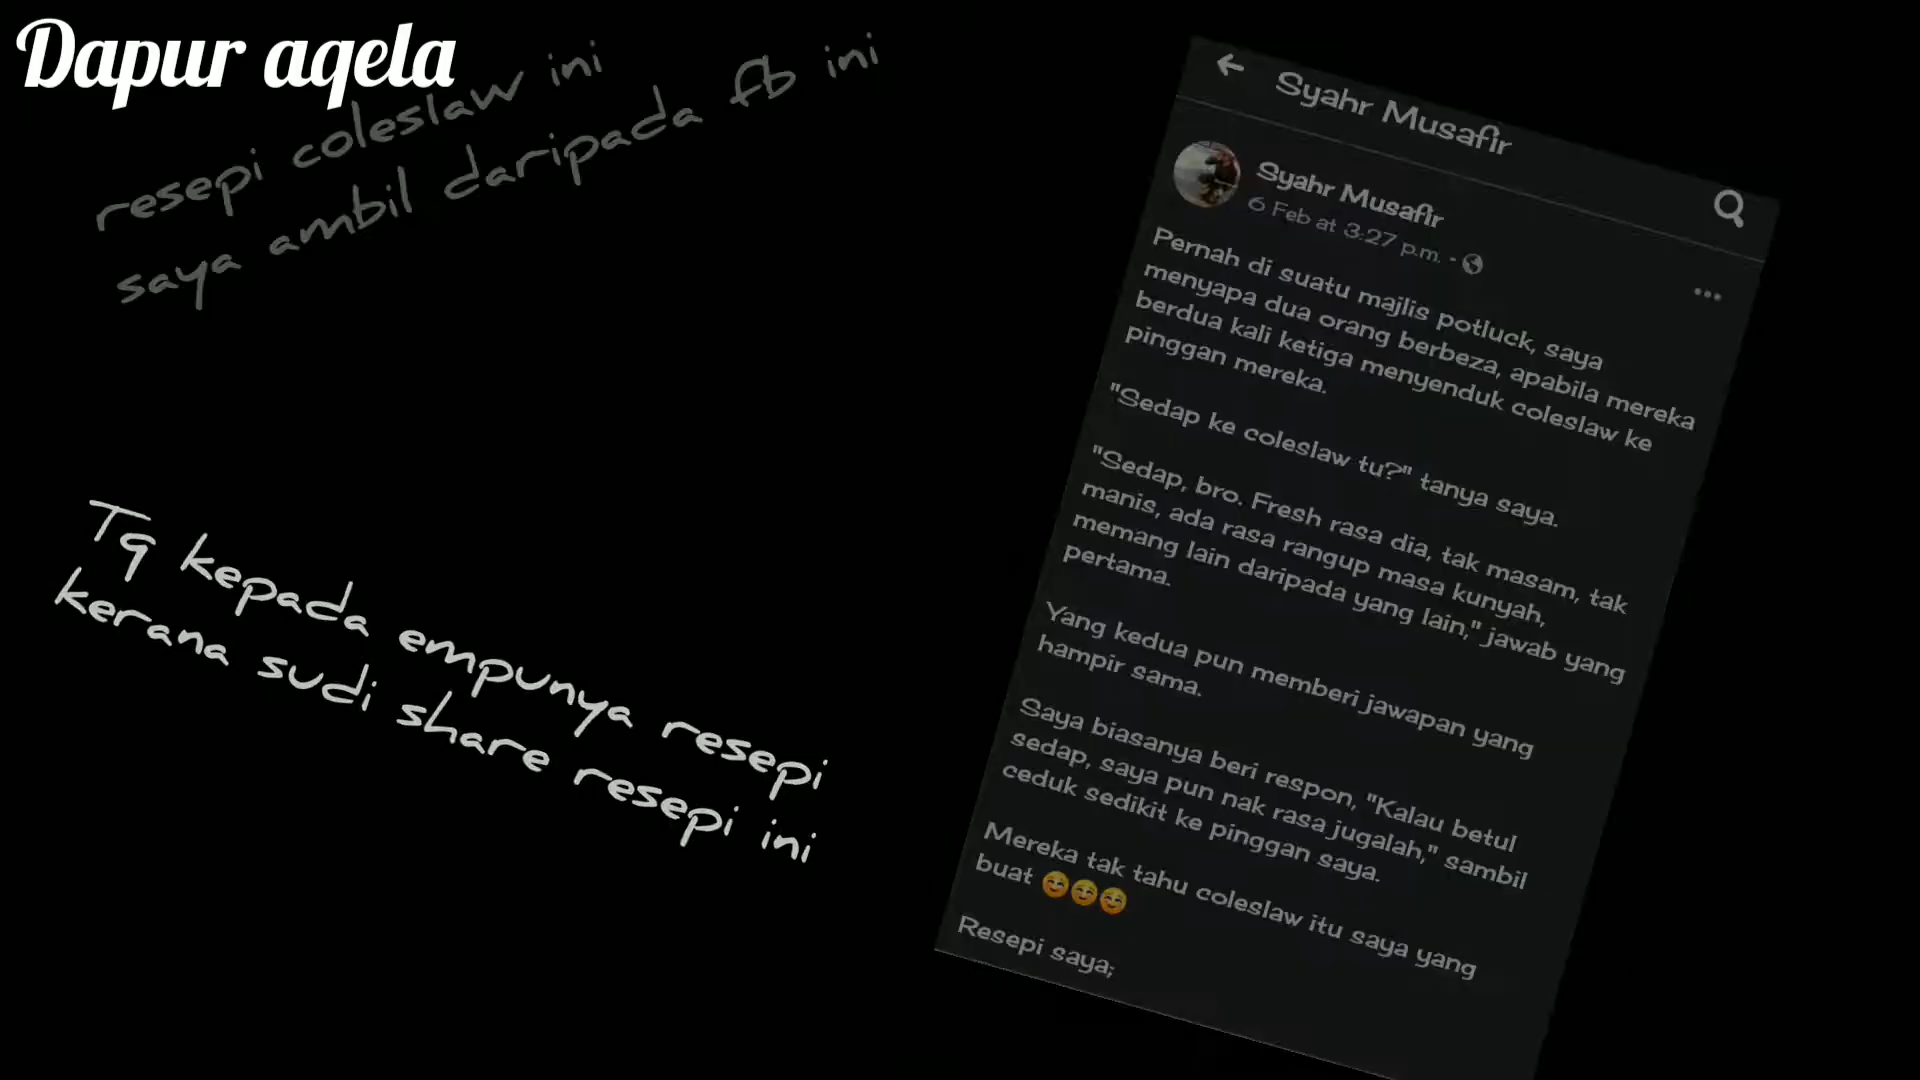 Dapur aqela
resepi coleslaw ini
saya ambil daripada fb ini
Tq kepada empunya resepi
kerana sudi share resepi ini
Syahr Musafir
Syahr Musafir
6 Feb at 3:27 p.m.
Pernah di suatu majlis potluck, saya
menyapa dua orang berbeza, apabila mereka
berdua kali ketiga menyenduk coleslaw ke
pinggan mereka.
"Sedap ke coleslaw tu?" tanya saya.
"Sedap, bro. Fresh rasa dia, tak masam, tak
manis, ada rasa rangup masa kunyah,
memang lain daripada yang lain," jawab yang
pertama.
Yang kedua pun memberi jawapan yang
hampir sama.
Saya biasanya beri respon, "Kalau betul
sedap, saya pun nak rasa jugalah," sambil
ceduk sedikit ke pinggan saya.
Mereka tak tahu coleslaw itu saya yang
buat ☺️☺️☺️
Resepi saya;